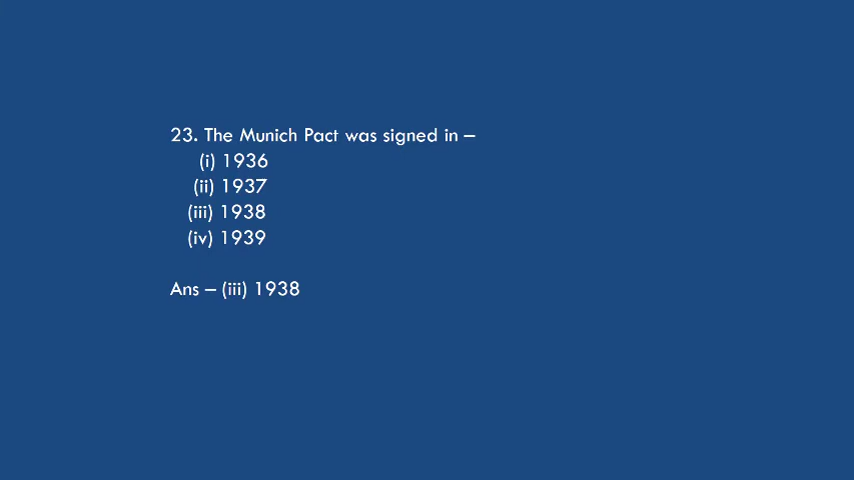 23. The Munich Pact was signed in –
(i) 1936
(ii) 1937
(iii) 1938
(iv) 1939
Ans – (iii) 1938